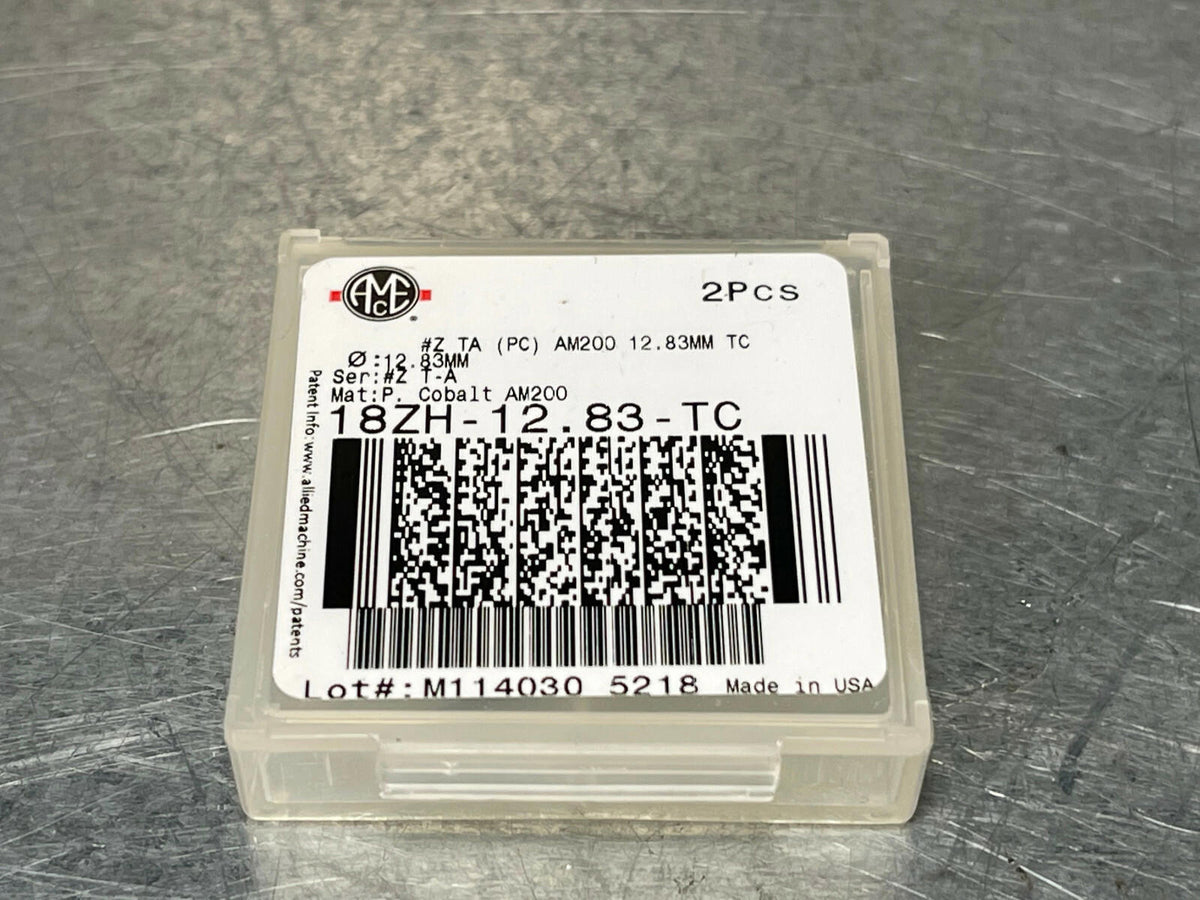 AMEC®
2Pcs
#Z TA (PC) AM200 12.83MM TC
Ø:12.83MM
Ser:#Z T-A
Mat:P. Cobalt AM200
18ZH-12.83-TC
Patent Info: www.alliedmachine.com/patents
Lot#:M114030 5218 Made in USA